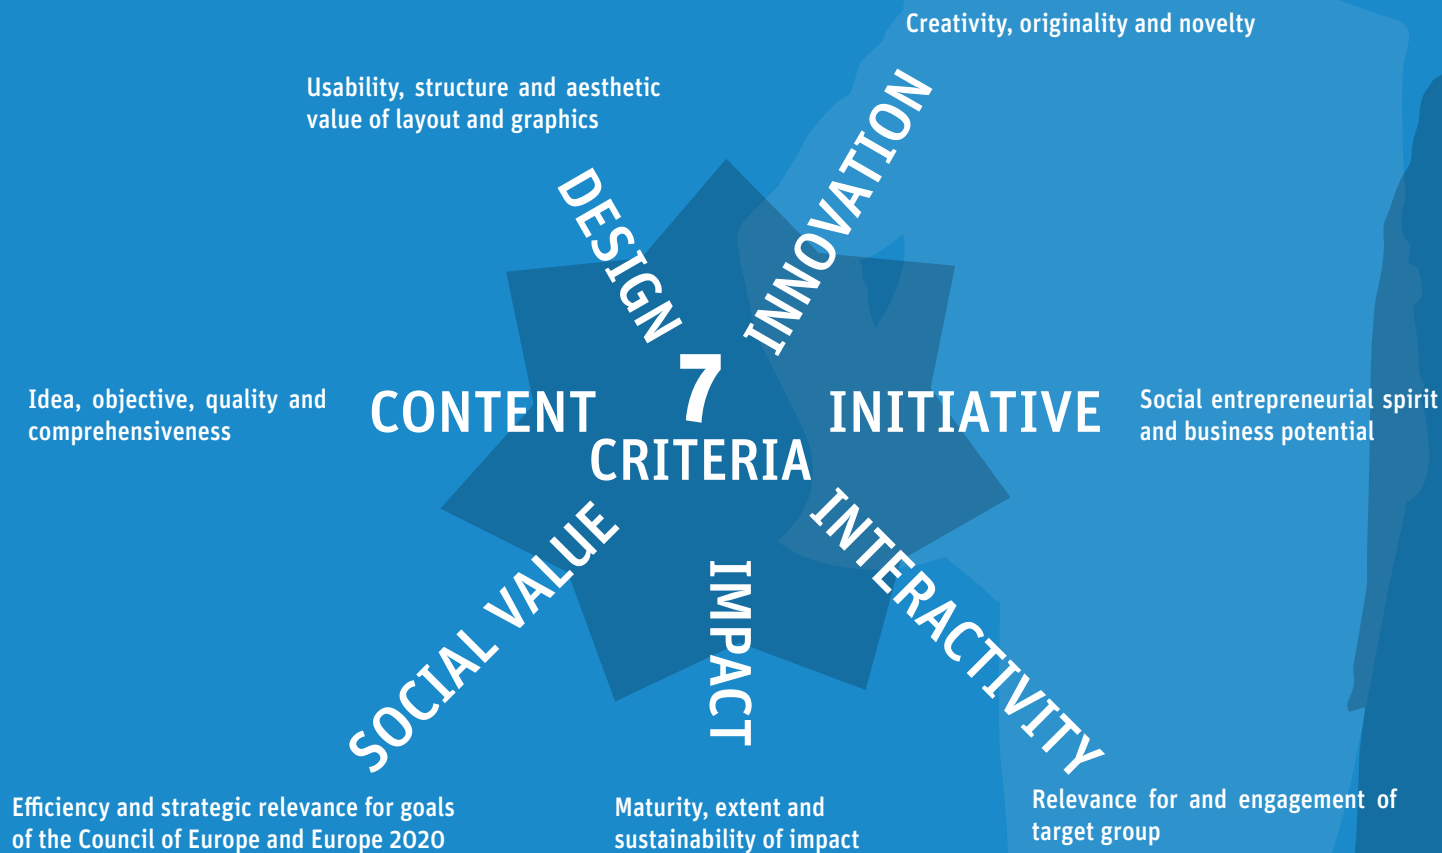 Creativity, originality and novelty
INNOVATION
Usability, structure and aesthetic
value of layout and graphics
DESIGN
7
CRITERIA
Idea, objective, quality and
comprehensiveness
CONTENT
INITIATIVE
Social entrepreneurial spirit
and business potential
SOCIAL VALUE
Efficiency and strategic relevance for goals
of the Council of Europe and Europe 2020
IMPACT
Maturity, extent and
sustainability of impact
INTERACTIVITY
Relevance for and engagement of
target group